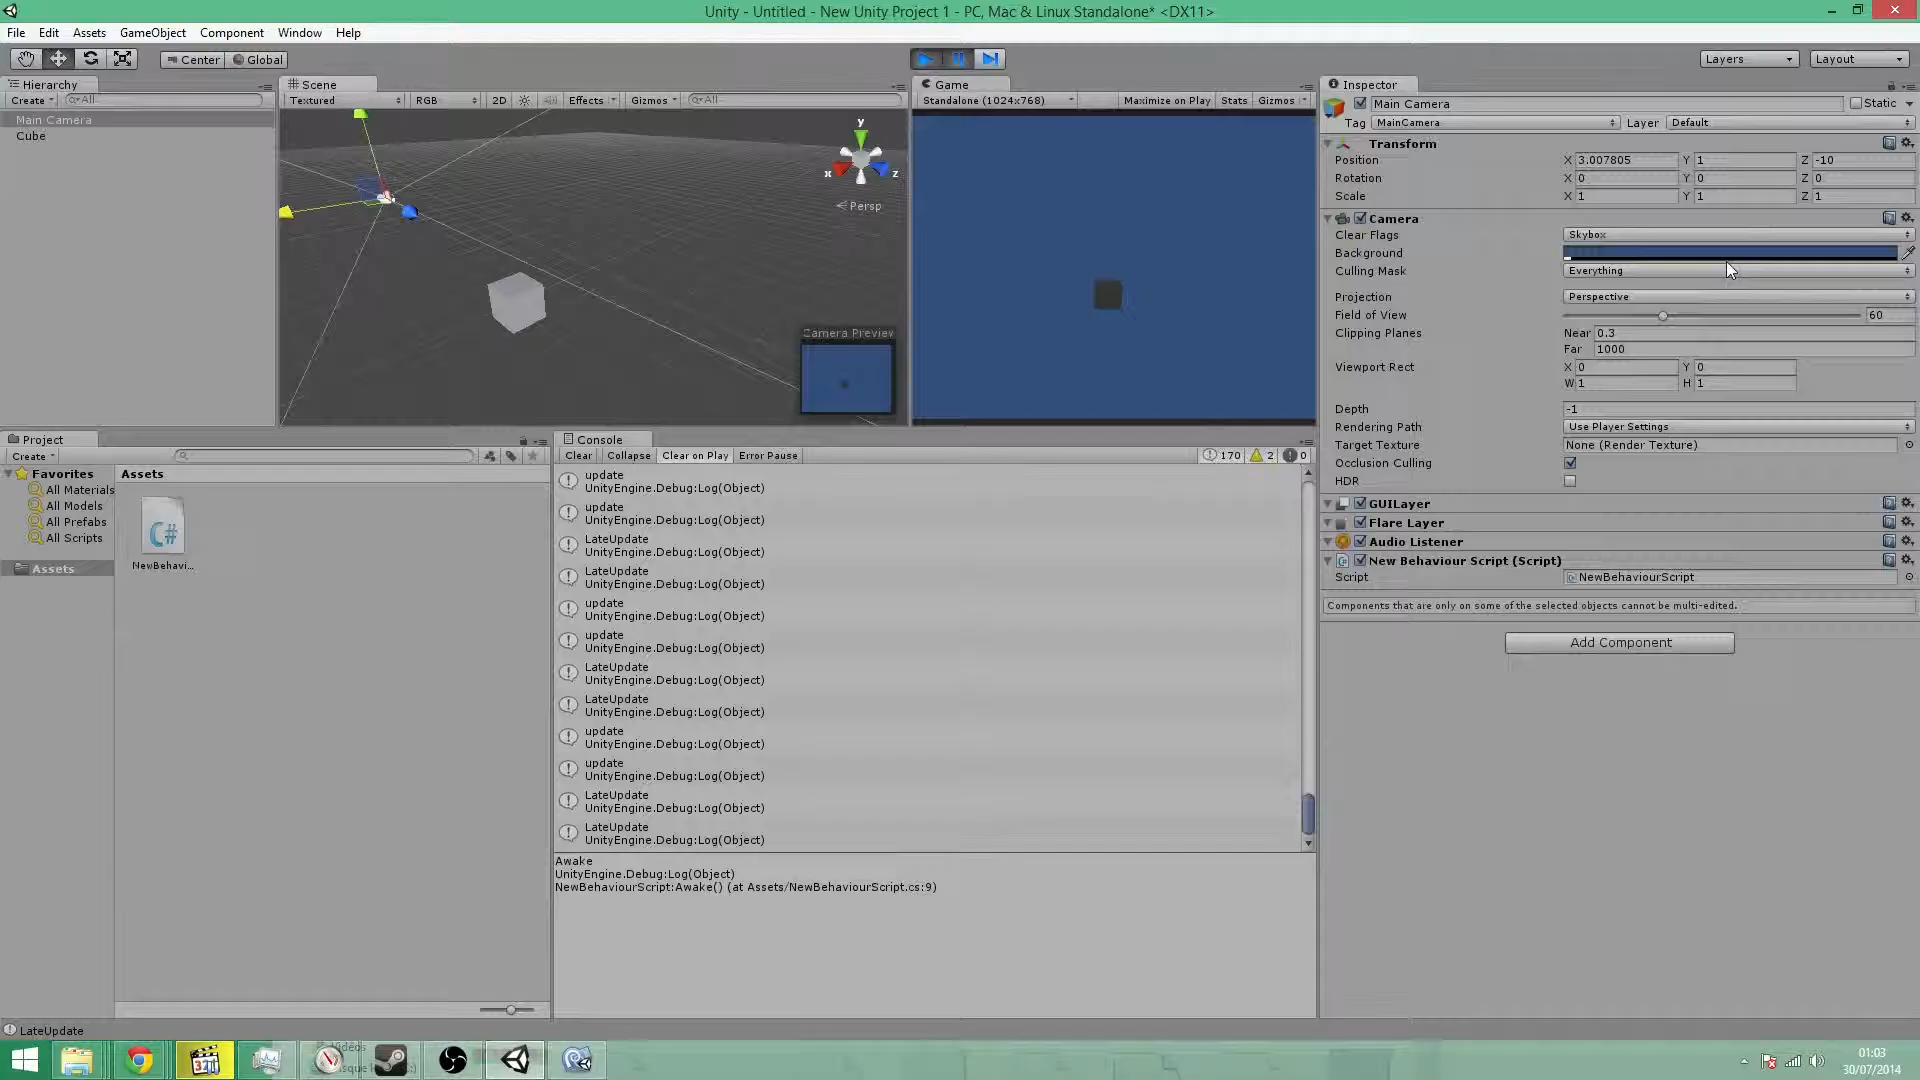 Unity - Untitled - New Unity Project 1 - PC, Mac & Linux Standalone* <DX11>
File Edit Assets GameObject Component Window Help
Center Global Layers Layout
Hierarchy
Create All
Main Camera
Cube
Scene
Textured RGB 2D Effects Gizmos All
y
x z
Persp
Camera Preview
Game
Standalone (1024x768) Maximize on Play Stats Gizmos
Inspector
Main Camera Static
Tag MainCamera Layer Default
Transform
Position X 3.007805 Y 1 Z -10
Rotation X 0 Y 0 Z 0
Scale X 1 Y 1 Z 1
Camera
Clear Flags Skybox
Background
Culling Mask Everything
Projection Perspective
Field of View 60
Clipping Planes Near 0.3
Far 1000
Viewport Rect X 0 Y 0
W 1 H 1
Depth -1
Rendering Path Use Player Settings
Target Texture None (Render Texture)
Occlusion Culling
HDR
GUILayer
Flare Layer
Audio Listener
New Behaviour Script (Script)
Script NewBehaviourScript
Components that are only on some of the selected objects cannot be multi-edited.
Add Component
Project
Create
Favorites
All Materials
All Models
All Prefabs
All Scripts
Assets
Assets
C#
NewBehavi...
Console
Clear Collapse Clear on Play Error Pause 170 2 0
update
UnityEngine.Debug:Log(Object)
update
UnityEngine.Debug:Log(Object)
LateUpdate
UnityEngine.Debug:Log(Object)
LateUpdate
UnityEngine.Debug:Log(Object)
update
UnityEngine.Debug:Log(Object)
update
UnityEngine.Debug:Log(Object)
LateUpdate
UnityEngine.Debug:Log(Object)
LateUpdate
UnityEngine.Debug:Log(Object)
update
UnityEngine.Debug:Log(Object)
update
UnityEngine.Debug:Log(Object)
LateUpdate
UnityEngine.Debug:Log(Object)
LateUpdate
UnityEngine.Debug:Log(Object)
Awake
UnityEngine.Debug:Log(Object)
NewBehaviourScript:Awake() (at Assets/NewBehaviourScript.cs:9)
LateUpdate
Vidéos
01:03
30/07/2014